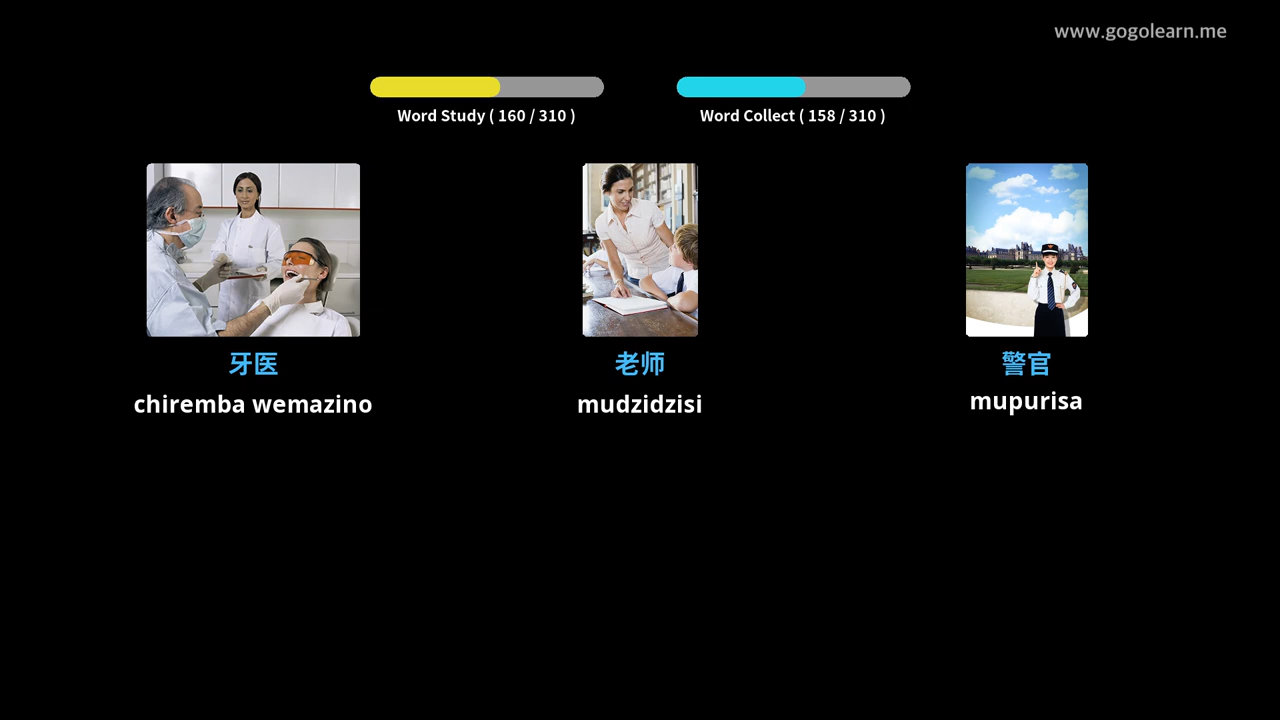 www.gogolearn.me
Word Study ( 160 / 310 )
Word Collect ( 158 / 310 )
牙医
chiremba wemazino
老师
mudzidzisi
警官
mupurisa